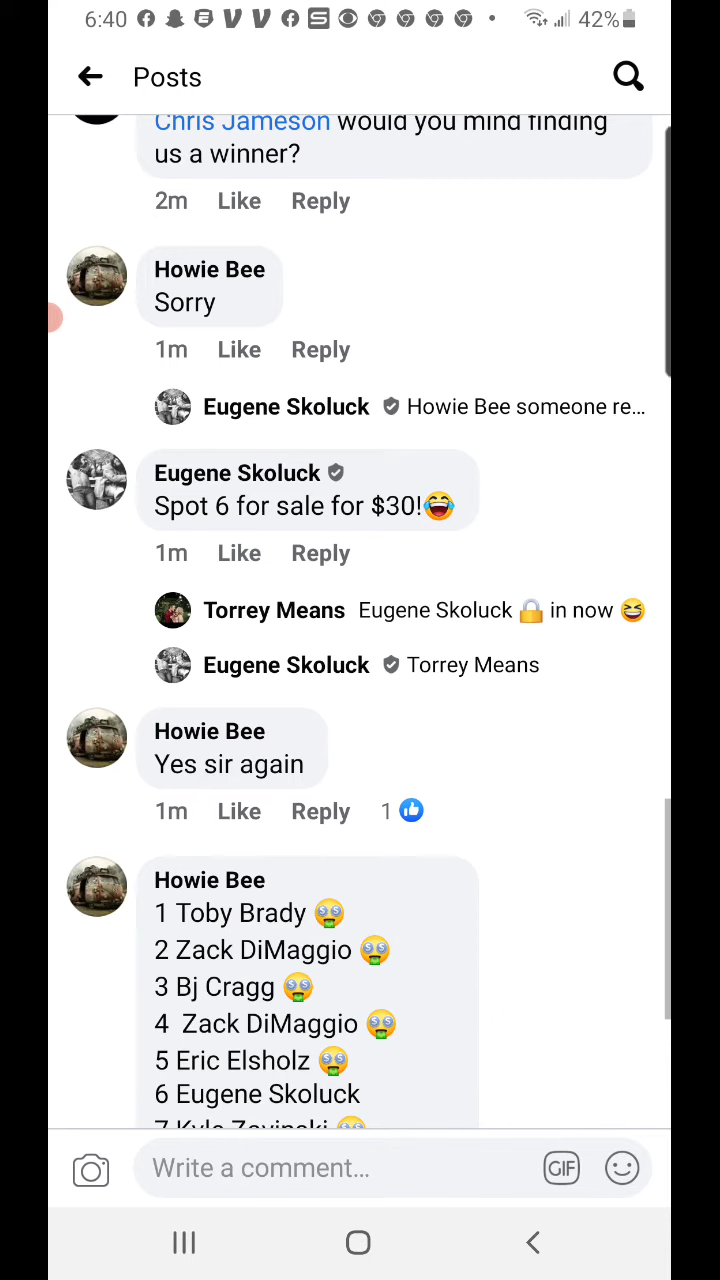 6:40
42%
Posts
Chris Jameson would you mind finding
us a winner?
2m Like Reply
Howie Bee
Sorry
1m Like Reply
Eugene Skoluck Howie Bee someone re...
Eugene Skoluck
Spot 6 for sale for $30!😂
1m Like Reply
Torrey Means Eugene Skoluck 🔒 in now 😆
Eugene Skoluck Torrey Means
Howie Bee
Yes sir again
1m Like Reply 1
Howie Bee
1 Toby Brady 🤑
2 Zack DiMaggio 🤑
3 Bj Cragg 🤑
4 Zack DiMaggio 🤑
5 Eric Elsholz 🤑
6 Eugene Skoluck
7 Kyle
Write a comment...
GIF